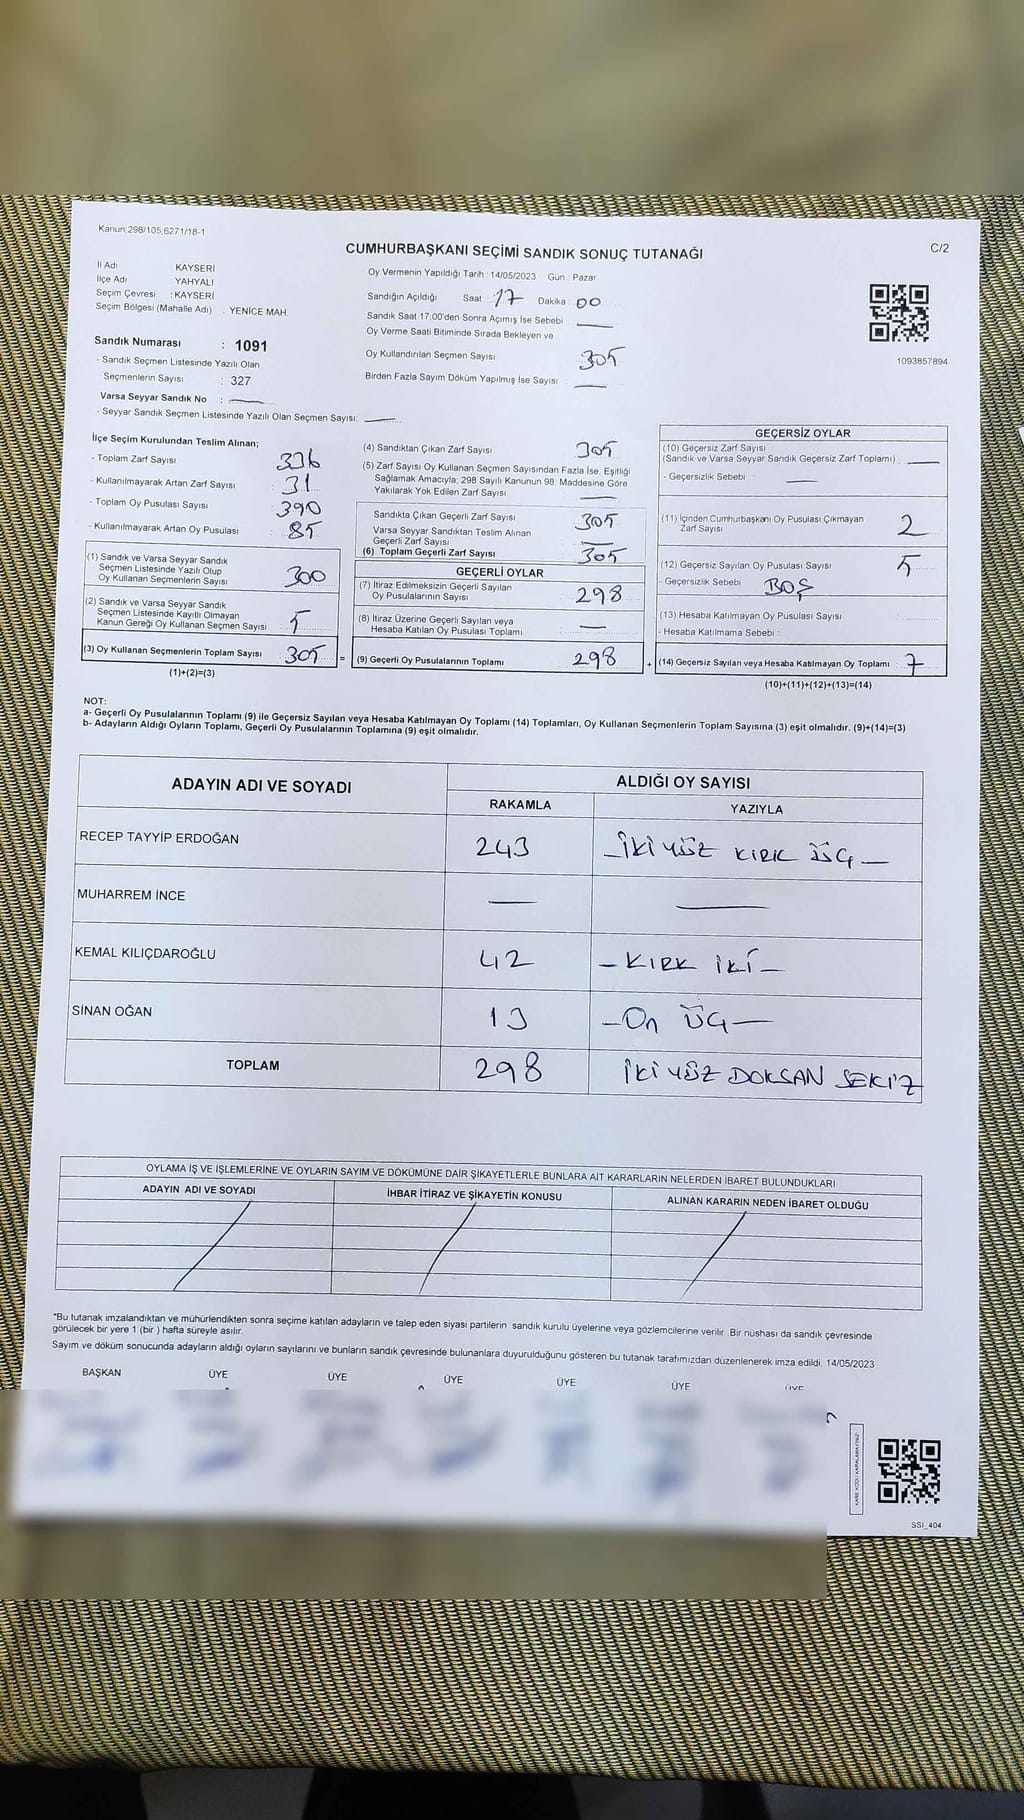 Kanun:298/105;6271/18-1
C/2
CUMHURBAŞKANI SEÇİMİ SANDIK SONUÇ TUTANAĞI
İl Adı : KAYSERİ
İlçe Adı : YAHYALI
Seçim Çevresi : KAYSERİ
Seçim Bölgesi (Mahalle Adı) : YENİCE MAH.
Sandık Numarası : 1091
- Sandık Seçmen Listesinde Yazılı Olan
Seçmenlerin Sayısı : 327
Varsa Seyyar Sandık No :
- Seyyar Sandık Seçmen Listesinde Yazılı Olan Seçmen Sayısı:
Oy Vermenin Yapıldığı Tarih : 14/05/2023 Gün : Pazar
Sandığın Açıldığı Saat : 17 Dakika : 00
Sandık Saat 17:00'den Sonra Açımış İse Sebebi
Oy Verme Saati Bitiminde Sırada Bekleyen ve
Oy Kullandırılan Seçmen Sayısı 305
Birden Fazla Sayım Döküm Yapılmış İse Sayısı :
1093857894
İlçe Seçim Kurulundan Teslim Alınan;
- Toplam Zarf Sayısı : 336
- Kullanılmayarak Artan Zarf Sayısı : 31
- Toplam Oy Pusulası Sayısı : 390
- Kullanılmayarak Artan Oy Pusulası : 85
(1) Sandık ve Varsa Seyyar Sandık
Seçmen Listesinde Yazılı Olup
Oy Kullanan Seçmenlerin Sayısı : 300
(2) Sandık ve Varsa Seyyar Sandık
Seçmen Listesinde Kayıtlı Olmayan
Kanun Gereği Oy Kullanan Seçmen Sayısı : 5
(3) Oy Kullanan Seçmenlerin Toplam Sayısı : 305 =
(1)+(2)=(3)
(4) Sandıktan Çıkan Zarf Sayısı : 305
(5) Zarf Sayısı Oy Kullanan Seçmen Sayısından Fazla İse, Eşitliği
Sağlamak Amacıyla; 298 Sayılı Kanunun 98. Maddesine Göre
Yakılarak Yok Edilen Zarf Sayısı
Sandıkta Çıkan Geçerli Zarf Sayısı : 305
Varsa Seyyar Sandıktan Teslim Alınan
Geçerli Zarf Sayısı
(6) Toplam Geçerli Zarf Sayısı : 305
GEÇERLİ OYLAR
(7) İtiraz Edilmeksizin Geçerli Sayılan
Oy Pusulalarının Sayısı : 298
(8) İtiraz Üzerine Geçerli Sayılan veya
Hesaba Katılan Oy Pusulası Toplamı
(9) Geçerli Oy Pusulalarının Toplamı 298 +
GEÇERSİZ OYLAR
(10) Geçersiz Zarf Sayısı
(Sandık ve Varsa Seyyar Sandık Geçersiz Zarf Toplamı) :
- Geçersizlik Sebebi :
(11) İçinden Cumhurbaşkanı Oy Pusulası Çıkmayan
Zarf Sayısı 2
(12) Geçersiz Sayılan Oy Pusulası Sayısı 5
- Geçersizlik Sebebi : BOŞ
(13) Hesaba Katılmayan Oy Pusulası Sayısı
- Hesaba Katılmama Sebebi :
(14) Geçersiz Sayılan veya Hesaba Katılmayan Oy Toplamı : 7
(10)+(11)+(12)+(13)=(14)
NOT:
a- Geçerli Oy Pusulalarının Toplamı (9) ile Geçersiz Sayılan veya Hesaba Katılmayan Oy Toplamı (14) Toplamları, Oy Kullanan Seçmenlerin Toplam Sayısına (3) eşit olmalıdır. (9)+(14)=(3)
b- Adayların Aldığı Oyların Toplamı, Geçerli Oy Pusulalarının Toplamına (9) eşit olmalıdır.
ADAYIN ADI VE SOYADI ALDIĞI OY SAYISI
RAKAMLA YAZIYLA
RECEP TAYYİP ERDOĞAN 243 –İKİ YÜZ KIRK ÜÇ–
MUHARREM İNCE — —
KEMAL KILIÇDAROĞLU 42 –KIRK İKİ–
SİNAN OĞAN 13 –On ÜÇ–
TOPLAM 298 İKİ YÜZ DOKSAN SEKİZ
OYLAMA İŞ VE İŞLEMLERİNE VE OYLARIN SAYIM VE DÖKÜMÜNE DAİR ŞİKAYETLERLE BUNLARA AİT KARARLARIN NELERDEN İBARET BULUNDUKLARI
ADAYIN ADI VE SOYADI İHBAR İTİRAZ VE ŞİKAYETİN KONUSU ALINAN KARARIN NEDEN İBARET OLDUĞU
*Bu tutanak imzalandıktan ve mühürlendikten sonra seçime katılan adayların ve talep eden siyasi partilerin sandık kurulu üyelerine veya gözlemcilerine verilir. Bir nüshası da sandık çevresinde
görülecek bir yere 1 (bir ) hafta süreyle asılır.
Sayım ve döküm sonucunda adayların aldığı oyların sayılarını ve bunların sandık çevresinde bulunanlara duyurulduğunu gösteren bu tutanak tarafımızdan düzenlenerek imza edildi. 14/05/2023
BAŞKAN ÜYE ÜYE ÜYE ÜYE ÜYE ÜYE
KARE KODU KARALAMAYINIZ!
SSI_404